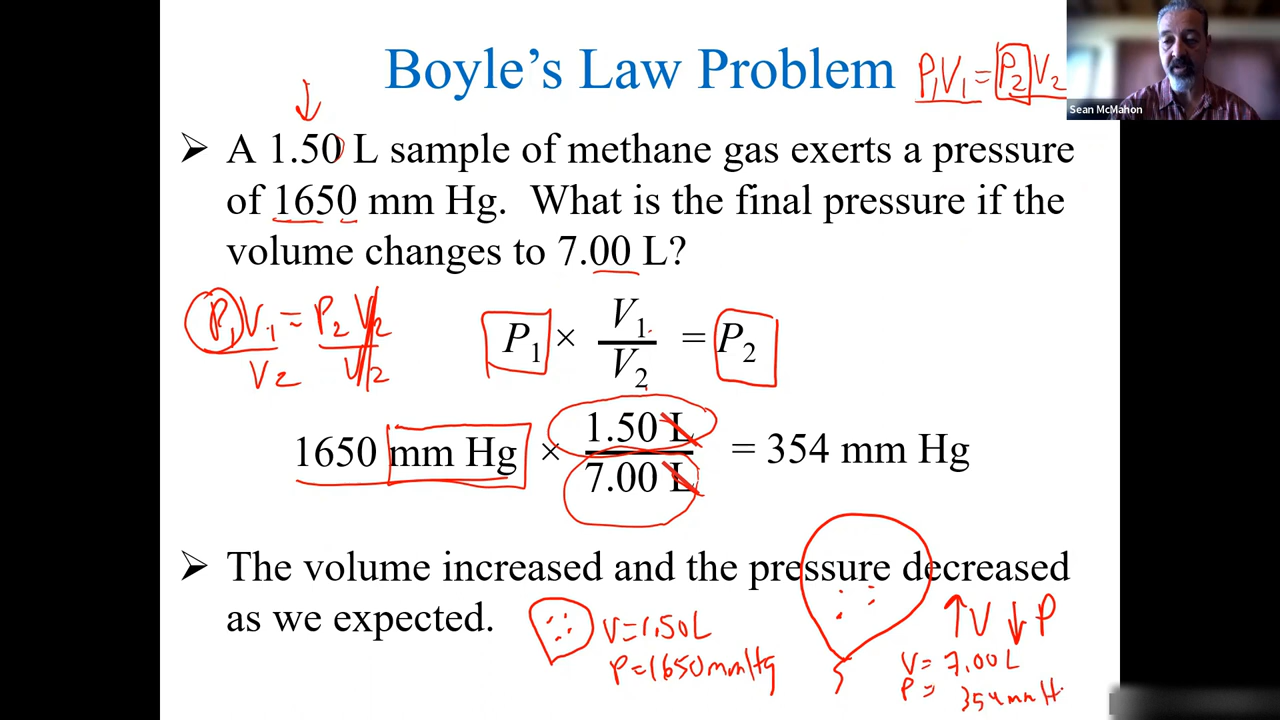 Boyle's Law Problem
P₁V₁ = P₂V₂
Sean McMahon
➢ A 1.50 L sample of methane gas exerts a pressure
of 1650 mm Hg. What is the final pressure if the
volume changes to 7.00 L?
P₁V₁ = P₂V₂
V₂ V₂
P₁ × V₁/V₂ = P₂
1650 mm Hg × 1.50 L/7.00 L = 354 mm Hg
➢ The volume increased and the pressure decreased
as we expected.
V=1.50L
P=1650mmHg
↑V ↓P
V= 7.00L
P= 354mmH